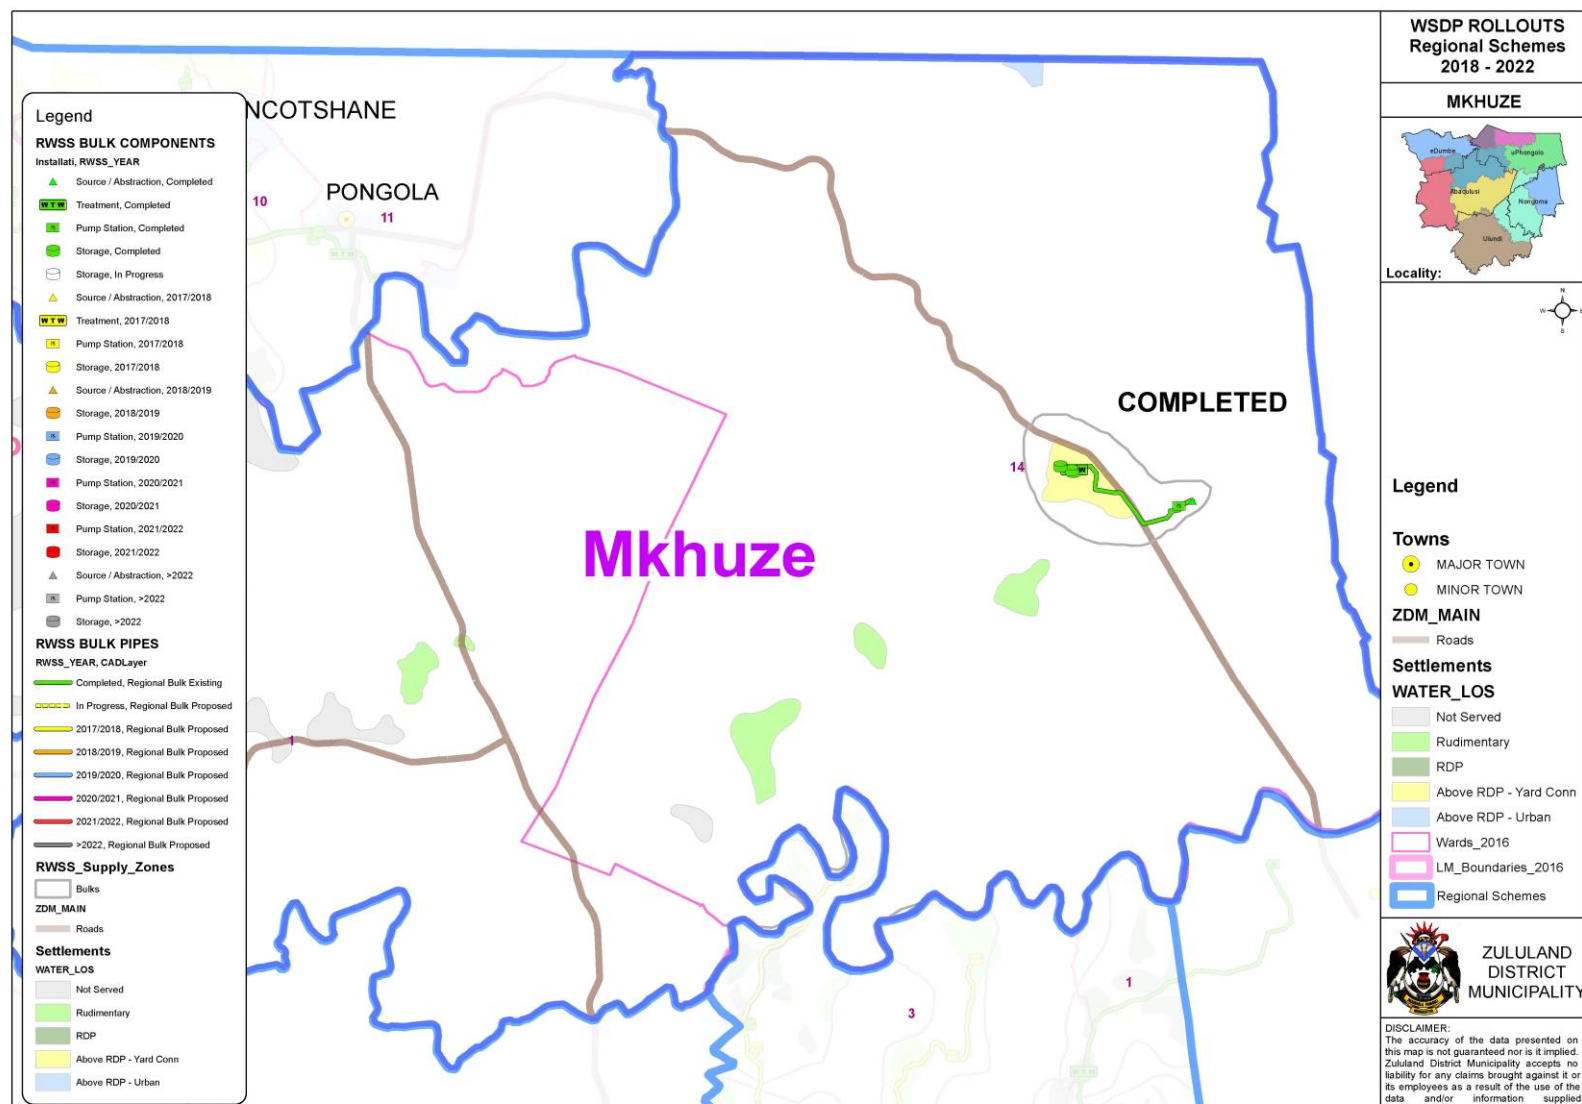 Legend
RWSS BULK COMPONENTS
Installati, RWSS_YEAR
Source / Abstraction, Completed
WTW Treatment, Completed
Pump Station, Completed
Storage, Completed
Storage, In Progress
Source / Abstraction, 2017/2018
WTW Treatment, 2017/2018
Pump Station, 2017/2018
Storage, 2017/2018
Source / Abstraction, 2018/2019
Storage, 2018/2019
Pump Station, 2019/2020
Storage, 2019/2020
Pump Station, 2020/2021
Storage, 2020/2021
Pump Station, 2021/2022
Storage, 2021/2022
Source / Abstraction, >2022
Pump Station, >2022
Storage, >2022
RWSS BULK PIPES
RWSS_YEAR, CADLayer
Completed, Regional Bulk Existing
In Progress, Regional Bulk Proposed
2017/2018, Regional Bulk Proposed
2018/2019, Regional Bulk Proposed
2019/2020, Regional Bulk Proposed
2020/2021, Regional Bulk Proposed
2021/2022, Regional Bulk Proposed
>2022, Regional Bulk Proposed
RWSS_Supply_Zones
Bulks
ZDM_MAIN
Roads
Settlements
WATER_LOS
Not Served
Rudimentary
RDP
Above RDP - Yard Conn
Above RDP - Urban
NCOTSHANE
PONGOLA
10
11
WTW
COMPLETED
14
W
Mkhuze
1
3
1
WTW
WSDP ROLLOUTS
Regional Schemes
2018 - 2022
MKHUZE
eDumbe
uPhongolo
Abaqulusi
Nongoma
Ulundi
Locality:
N
W
E
S
Legend
Towns
MAJOR TOWN
MINOR TOWN
ZDM_MAIN
Roads
Settlements
WATER_LOS
Not Served
Rudimentary
RDP
Above RDP - Yard Conn
Above RDP - Urban
Wards_2016
LM_Boundaries_2016
Regional Schemes
ZULULAND
DISTRICT
MUNICIPALITY
DISCLAIMER:
The accuracy of the data presented on
this map is not guaranteed nor is it implied.
Zululand District Municipality accepts no
liability for any claims brought against it or
its employees as a result of the use of the
data and/or information supplied